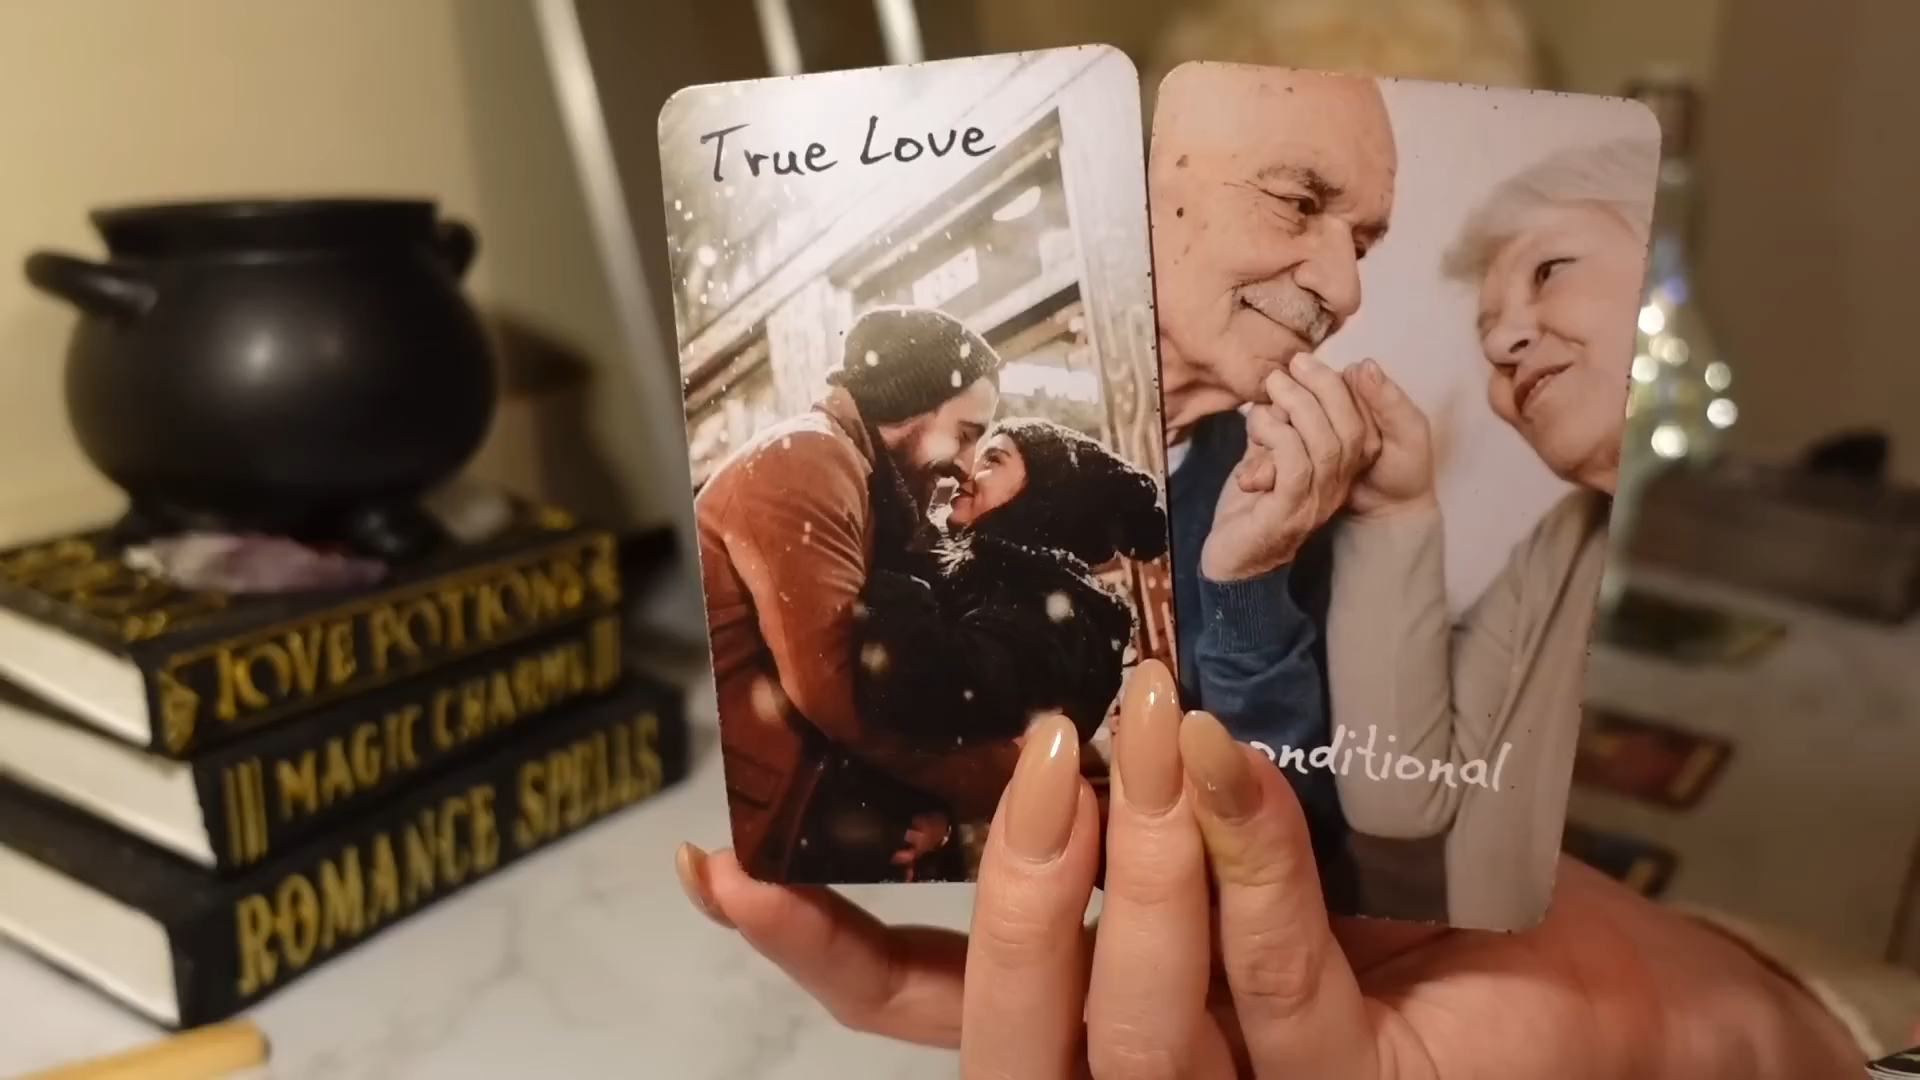 True Love
onditional
LOVE POTIONS
MAGIC CHARMS
ROMANCE SPELLS